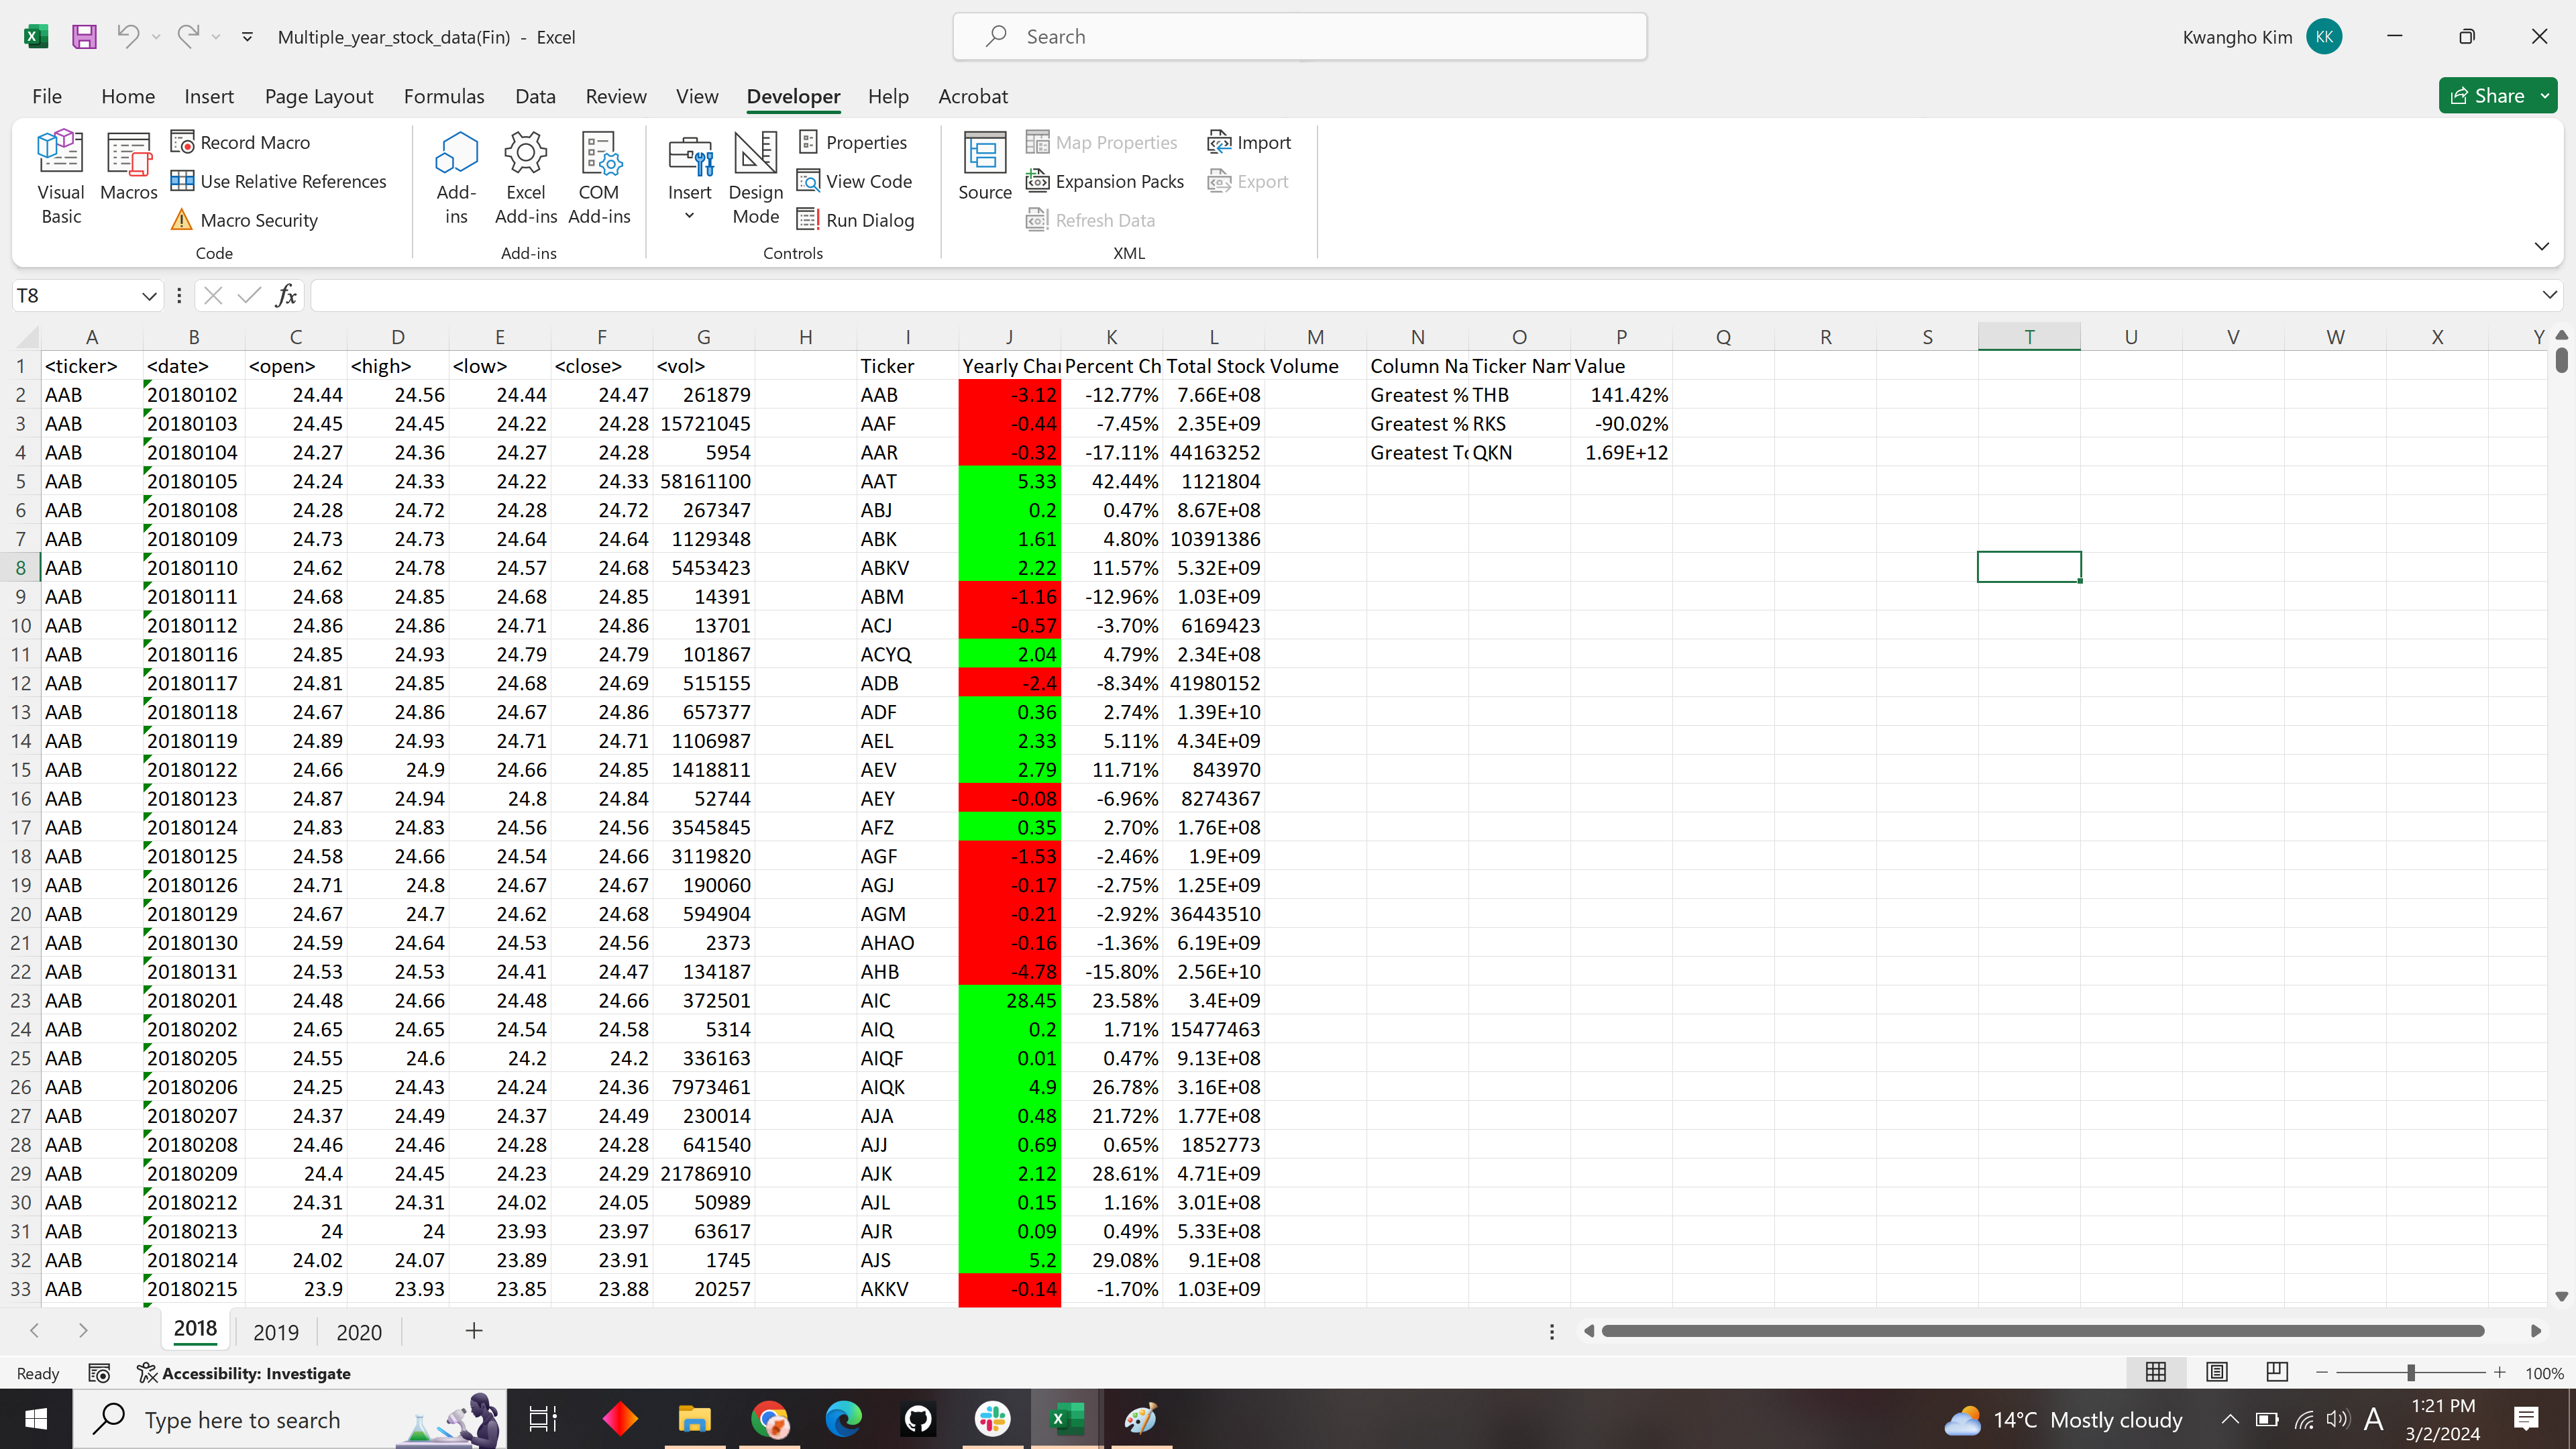 Multiple_year_stock_data(Fin) - Excel
Search
Kwangho Kim KK
File Home Insert Page Layout Formulas Data Review View Developer Help Acrobat
Share
Visual Basic
Macros
Record Macro
Use Relative References
Macro Security
Code
Add-ins
Excel Add-ins
COM Add-ins
Add-ins
Insert
Design Mode
Properties
View Code
Run Dialog
Controls
Source
Map Properties
Expansion Packs
Refresh Data
Import
Export
XML
T8 fx
A B C D E F G H I J K L M N O P Q R S T U V W X Y
1 <ticker> <date> <open> <high> <low> <close> <vol> Ticker Yearly Cha Percent Ch Total Stock Volume Column Na Ticker Nam Value
2 AAB 20180102 24.44 24.56 24.44 24.47 261879 AAB -3.12 -12.77% 7.66E+08 Greatest % THB 141.42%
3 AAB 20180103 24.45 24.45 24.22 24.28 15721045 AAF -0.44 -7.45% 2.35E+09 Greatest % RKS -90.02%
4 AAB 20180104 24.27 24.36 24.27 24.28 5954 AAR -0.32 -17.11% 44163252 Greatest To QKN 1.69E+12
5 AAB 20180105 24.24 24.33 24.22 24.33 58161100 AAT 5.33 42.44% 1121804
6 AAB 20180108 24.28 24.72 24.28 24.72 267347 ABJ 0.2 0.47% 8.67E+08
7 AAB 20180109 24.73 24.73 24.64 24.64 1129348 ABK 1.61 4.80% 10391386
8 AAB 20180110 24.62 24.78 24.57 24.68 5453423 ABKV 2.22 11.57% 5.32E+09
9 AAB 20180111 24.68 24.85 24.68 24.85 14391 ABM -1.16 -12.96% 1.03E+09
10 AAB 20180112 24.86 24.86 24.71 24.86 13701 ACJ -0.57 -3.70% 6169423
11 AAB 20180116 24.85 24.93 24.79 24.79 101867 ACYQ 2.04 4.79% 2.34E+08
12 AAB 20180117 24.81 24.85 24.68 24.69 515155 ADB -2.4 -8.34% 41980152
13 AAB 20180118 24.67 24.86 24.67 24.86 657377 ADF 0.36 2.74% 1.39E+10
14 AAB 20180119 24.89 24.93 24.71 24.71 1106987 AEL 2.33 5.11% 4.34E+09
15 AAB 20180122 24.66 24.9 24.66 24.85 1418811 AEV 2.79 11.71% 843970
16 AAB 20180123 24.87 24.94 24.8 24.84 52744 AEY -0.08 -6.96% 8274367
17 AAB 20180124 24.83 24.83 24.56 24.56 3545845 AFZ 0.35 2.70% 1.76E+08
18 AAB 20180125 24.58 24.66 24.54 24.66 3119820 AGF -1.53 -2.46% 1.9E+09
19 AAB 20180126 24.71 24.8 24.67 24.67 190060 AGJ -0.17 -2.75% 1.25E+09
20 AAB 20180129 24.67 24.7 24.62 24.68 594904 AGM -0.21 -2.92% 36443510
21 AAB 20180130 24.59 24.64 24.53 24.56 2373 AHAO -0.16 -1.36% 6.19E+09
22 AAB 20180131 24.53 24.53 24.41 24.47 134187 AHB -4.78 -15.80% 2.56E+10
23 AAB 20180201 24.48 24.66 24.48 24.66 372501 AIC 28.45 23.58% 3.4E+09
24 AAB 20180202 24.65 24.65 24.54 24.58 5314 AIQ 0.2 1.71% 15477463
25 AAB 20180205 24.55 24.6 24.2 24.2 336163 AIQF 0.01 0.47% 9.13E+08
26 AAB 20180206 24.25 24.43 24.24 24.36 7973461 AIQK 4.9 26.78% 3.16E+08
27 AAB 20180207 24.37 24.49 24.37 24.49 230014 AJA 0.48 21.72% 1.77E+08
28 AAB 20180208 24.46 24.46 24.28 24.28 641540 AJJ 0.69 0.65% 1852773
29 AAB 20180209 24.4 24.45 24.23 24.29 21786910 AJK 2.12 28.61% 4.71E+09
30 AAB 20180212 24.31 24.31 24.02 24.05 50989 AJL 0.15 1.16% 3.01E+08
31 AAB 20180213 24 24 23.93 23.97 63617 AJR 0.09 0.49% 5.33E+08
32 AAB 20180214 24.02 24.07 23.89 23.91 1745 AJS 5.2 29.08% 9.1E+08
33 AAB 20180215 23.9 23.93 23.85 23.88 20257 AKKV -0.14 -1.70% 1.03E+09
2018 2019 2020
Ready Accessibility: Investigate 100%
Type here to search
14°C Mostly cloudy A 1:21 PM
3/2/2024